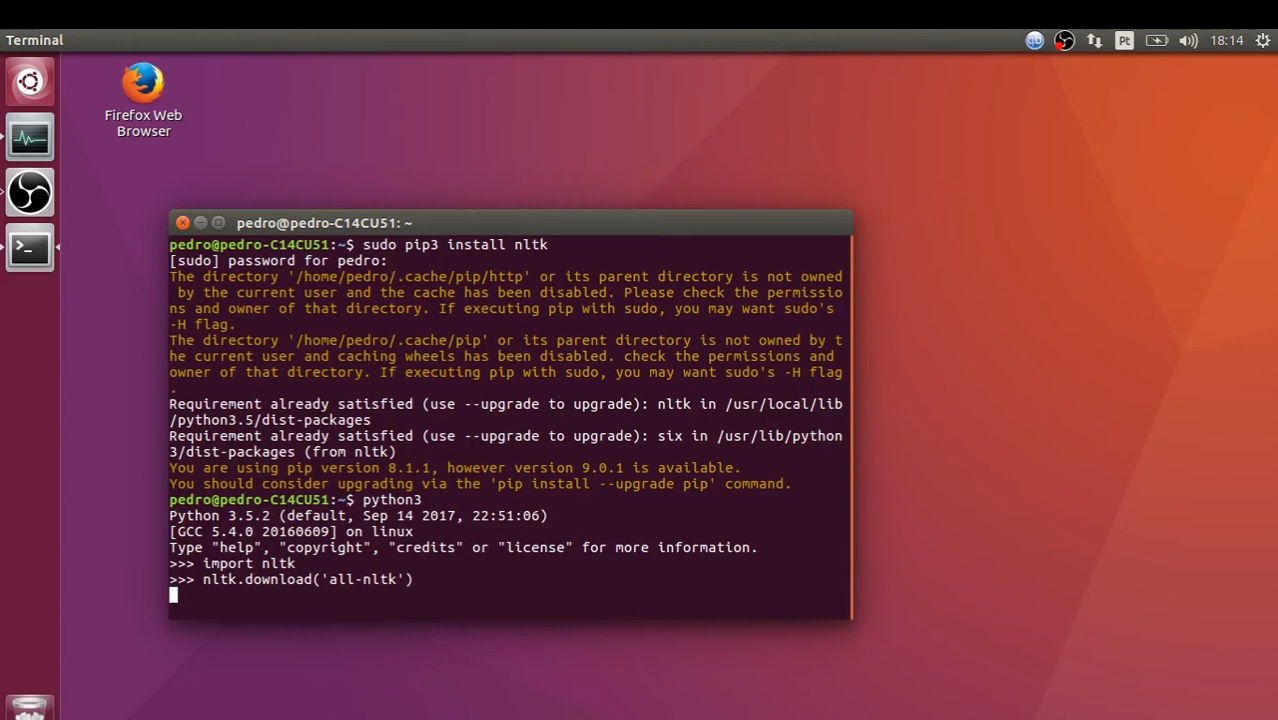 Terminal
Pt
18:14
Firefox Web
Browser
pedro@pedro-C14CU51: ~
pedro@pedro-C14CU51:~$ sudo pip3 install nltk
[sudo] password for pedro:
The directory '/home/pedro/.cache/pip/http' or its parent directory is not owned
 by the current user and the cache has been disabled. Please check the permissio
ns and owner of that directory. If executing pip with sudo, you may want sudo's
-H flag.
The directory '/home/pedro/.cache/pip' or its parent directory is not owned by t
he current user and caching wheels has been disabled. check the permissions and
owner of that directory. If executing pip with sudo, you may want sudo's -H flag
.
Requirement already satisfied (use --upgrade to upgrade): nltk in /usr/local/lib
/python3.5/dist-packages
Requirement already satisfied (use --upgrade to upgrade): six in /usr/lib/python
3/dist-packages (from nltk)
You are using pip version 8.1.1, however version 9.0.1 is available.
You should consider upgrading via the 'pip install --upgrade pip' command.
pedro@pedro-C14CU51:~$ python3
Python 3.5.2 (default, Sep 14 2017, 22:51:06)
[GCC 5.4.0 20160609] on linux
Type "help", "copyright", "credits" or "license" for more information.
>>> import nltk
>>> nltk.download('all-nltk')